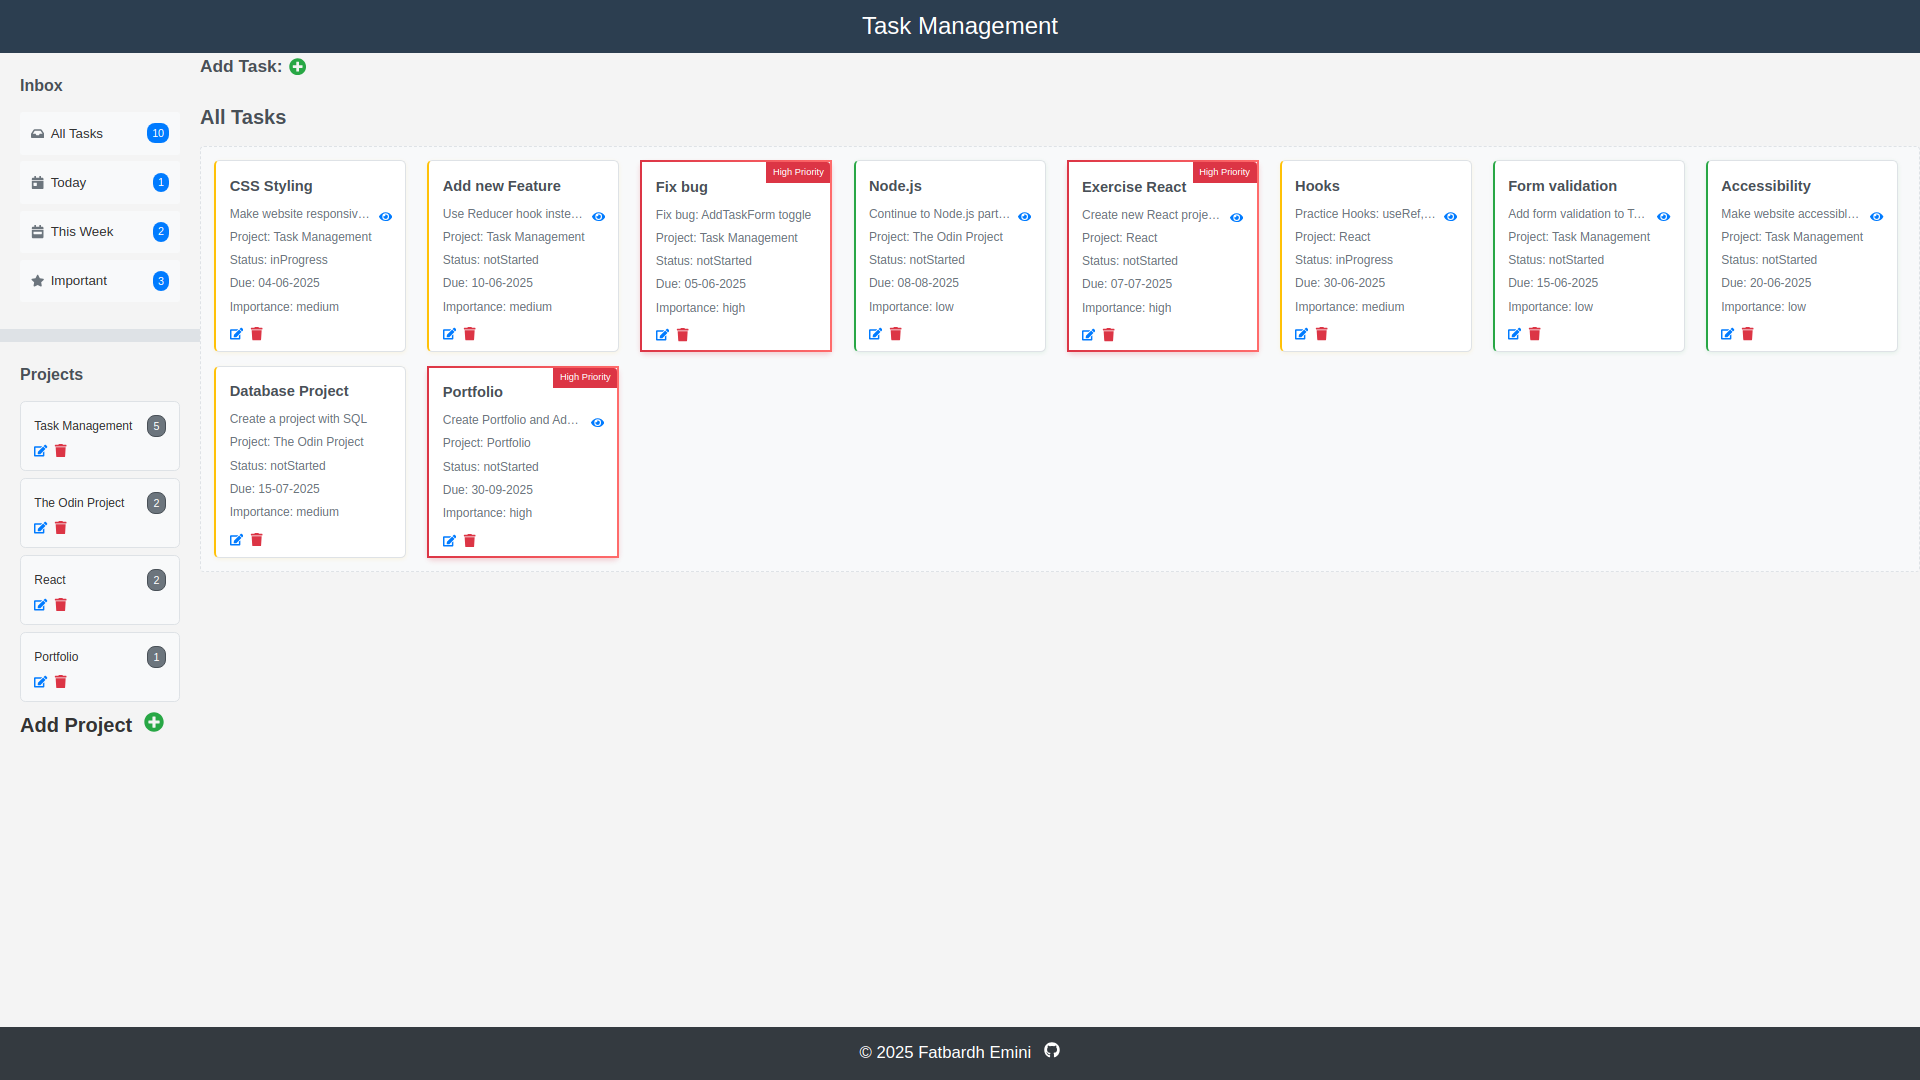 Task Management
Inbox
All Tasks 10
Today 1
This Week 2
Important 3
Projects
Task Management 5
The Odin Project 2
React 2
Portfolio 1
Add Project
Add Task:
All Tasks
CSS Styling
Make website responsiv...
Project: Task Management
Status: inProgress
Due: 04-06-2025
Importance: medium
Add new Feature
Use Reducer hook inste...
Project: Task Management
Status: notStarted
Due: 10-06-2025
Importance: medium
High Priority
Fix bug
Fix bug: AddTaskForm toggle
Project: Task Management
Status: notStarted
Due: 05-06-2025
Importance: high
Node.js
Continue to Node.js part...
Project: The Odin Project
Status: notStarted
Due: 08-08-2025
Importance: low
High Priority
Exercise React
Create new React proje...
Project: React
Status: notStarted
Due: 07-07-2025
Importance: high
Hooks
Practice Hooks: useRef,...
Project: React
Status: inProgress
Due: 30-06-2025
Importance: medium
Form validation
Add form validation to T...
Project: Task Management
Status: notStarted
Due: 15-06-2025
Importance: low
Accessibility
Make website accessibl...
Project: Task Management
Status: notStarted
Due: 20-06-2025
Importance: low
Database Project
Create a project with SQL
Project: The Odin Project
Status: notStarted
Due: 15-07-2025
Importance: medium
High Priority
Portfolio
Create Portfolio and Ad...
Project: Portfolio
Status: notStarted
Due: 30-09-2025
Importance: high
© 2025 Fatbardh Emini